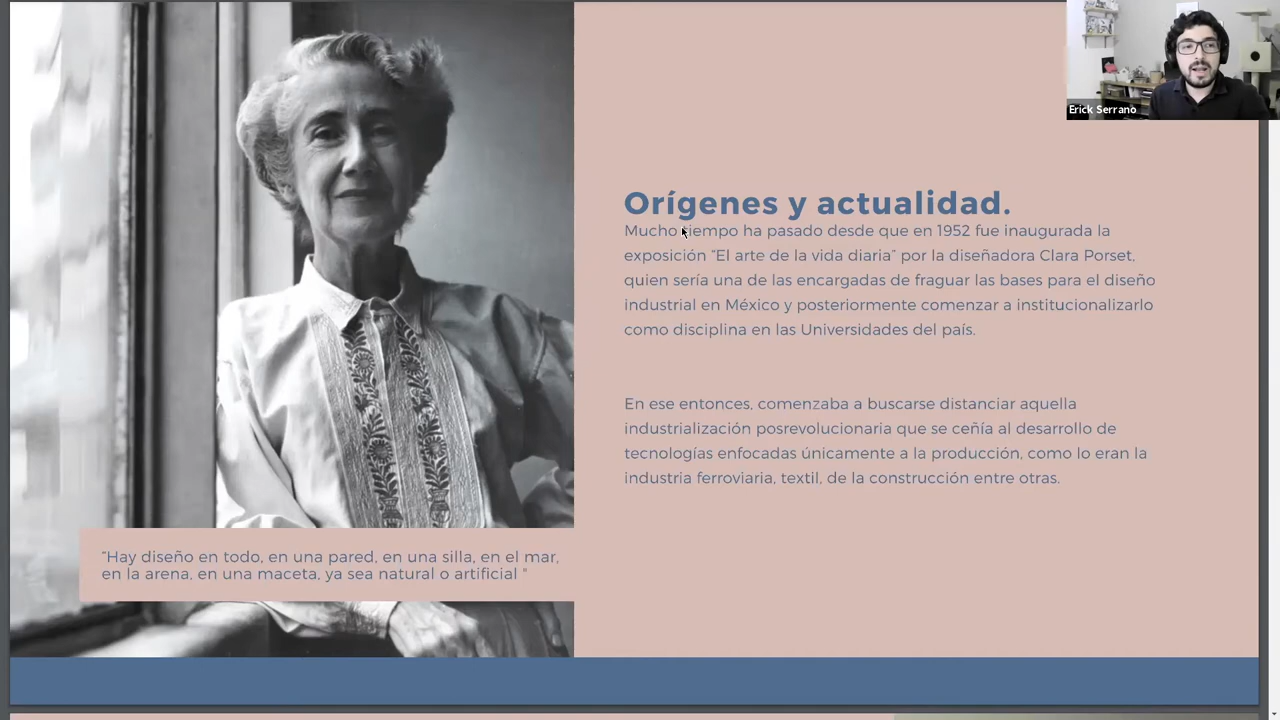 Erick Serrano
Orígenes y actualidad.
Mucho tiempo ha pasado desde que en 1952 fue inaugurada la
exposición "El arte de la vida diaria" por la diseñadora Clara Porset,
quien sería una de las encargadas de fraguar las bases para el diseño
industrial en México y posteriormente comenzar a institucionalizarlo
como disciplina en las Universidades del país.
En ese entonces, comenzaba a buscarse distanciar aquella
industrialización posrevolucionaria que se ceñía al desarrollo de
tecnologías enfocadas únicamente a la producción, como lo eran la
industria ferroviaria, textil, de la construcción entre otras.
"Hay diseño en todo, en una pared, en una silla, en el mar,
en la arena, en una maceta, ya sea natural o artificial "